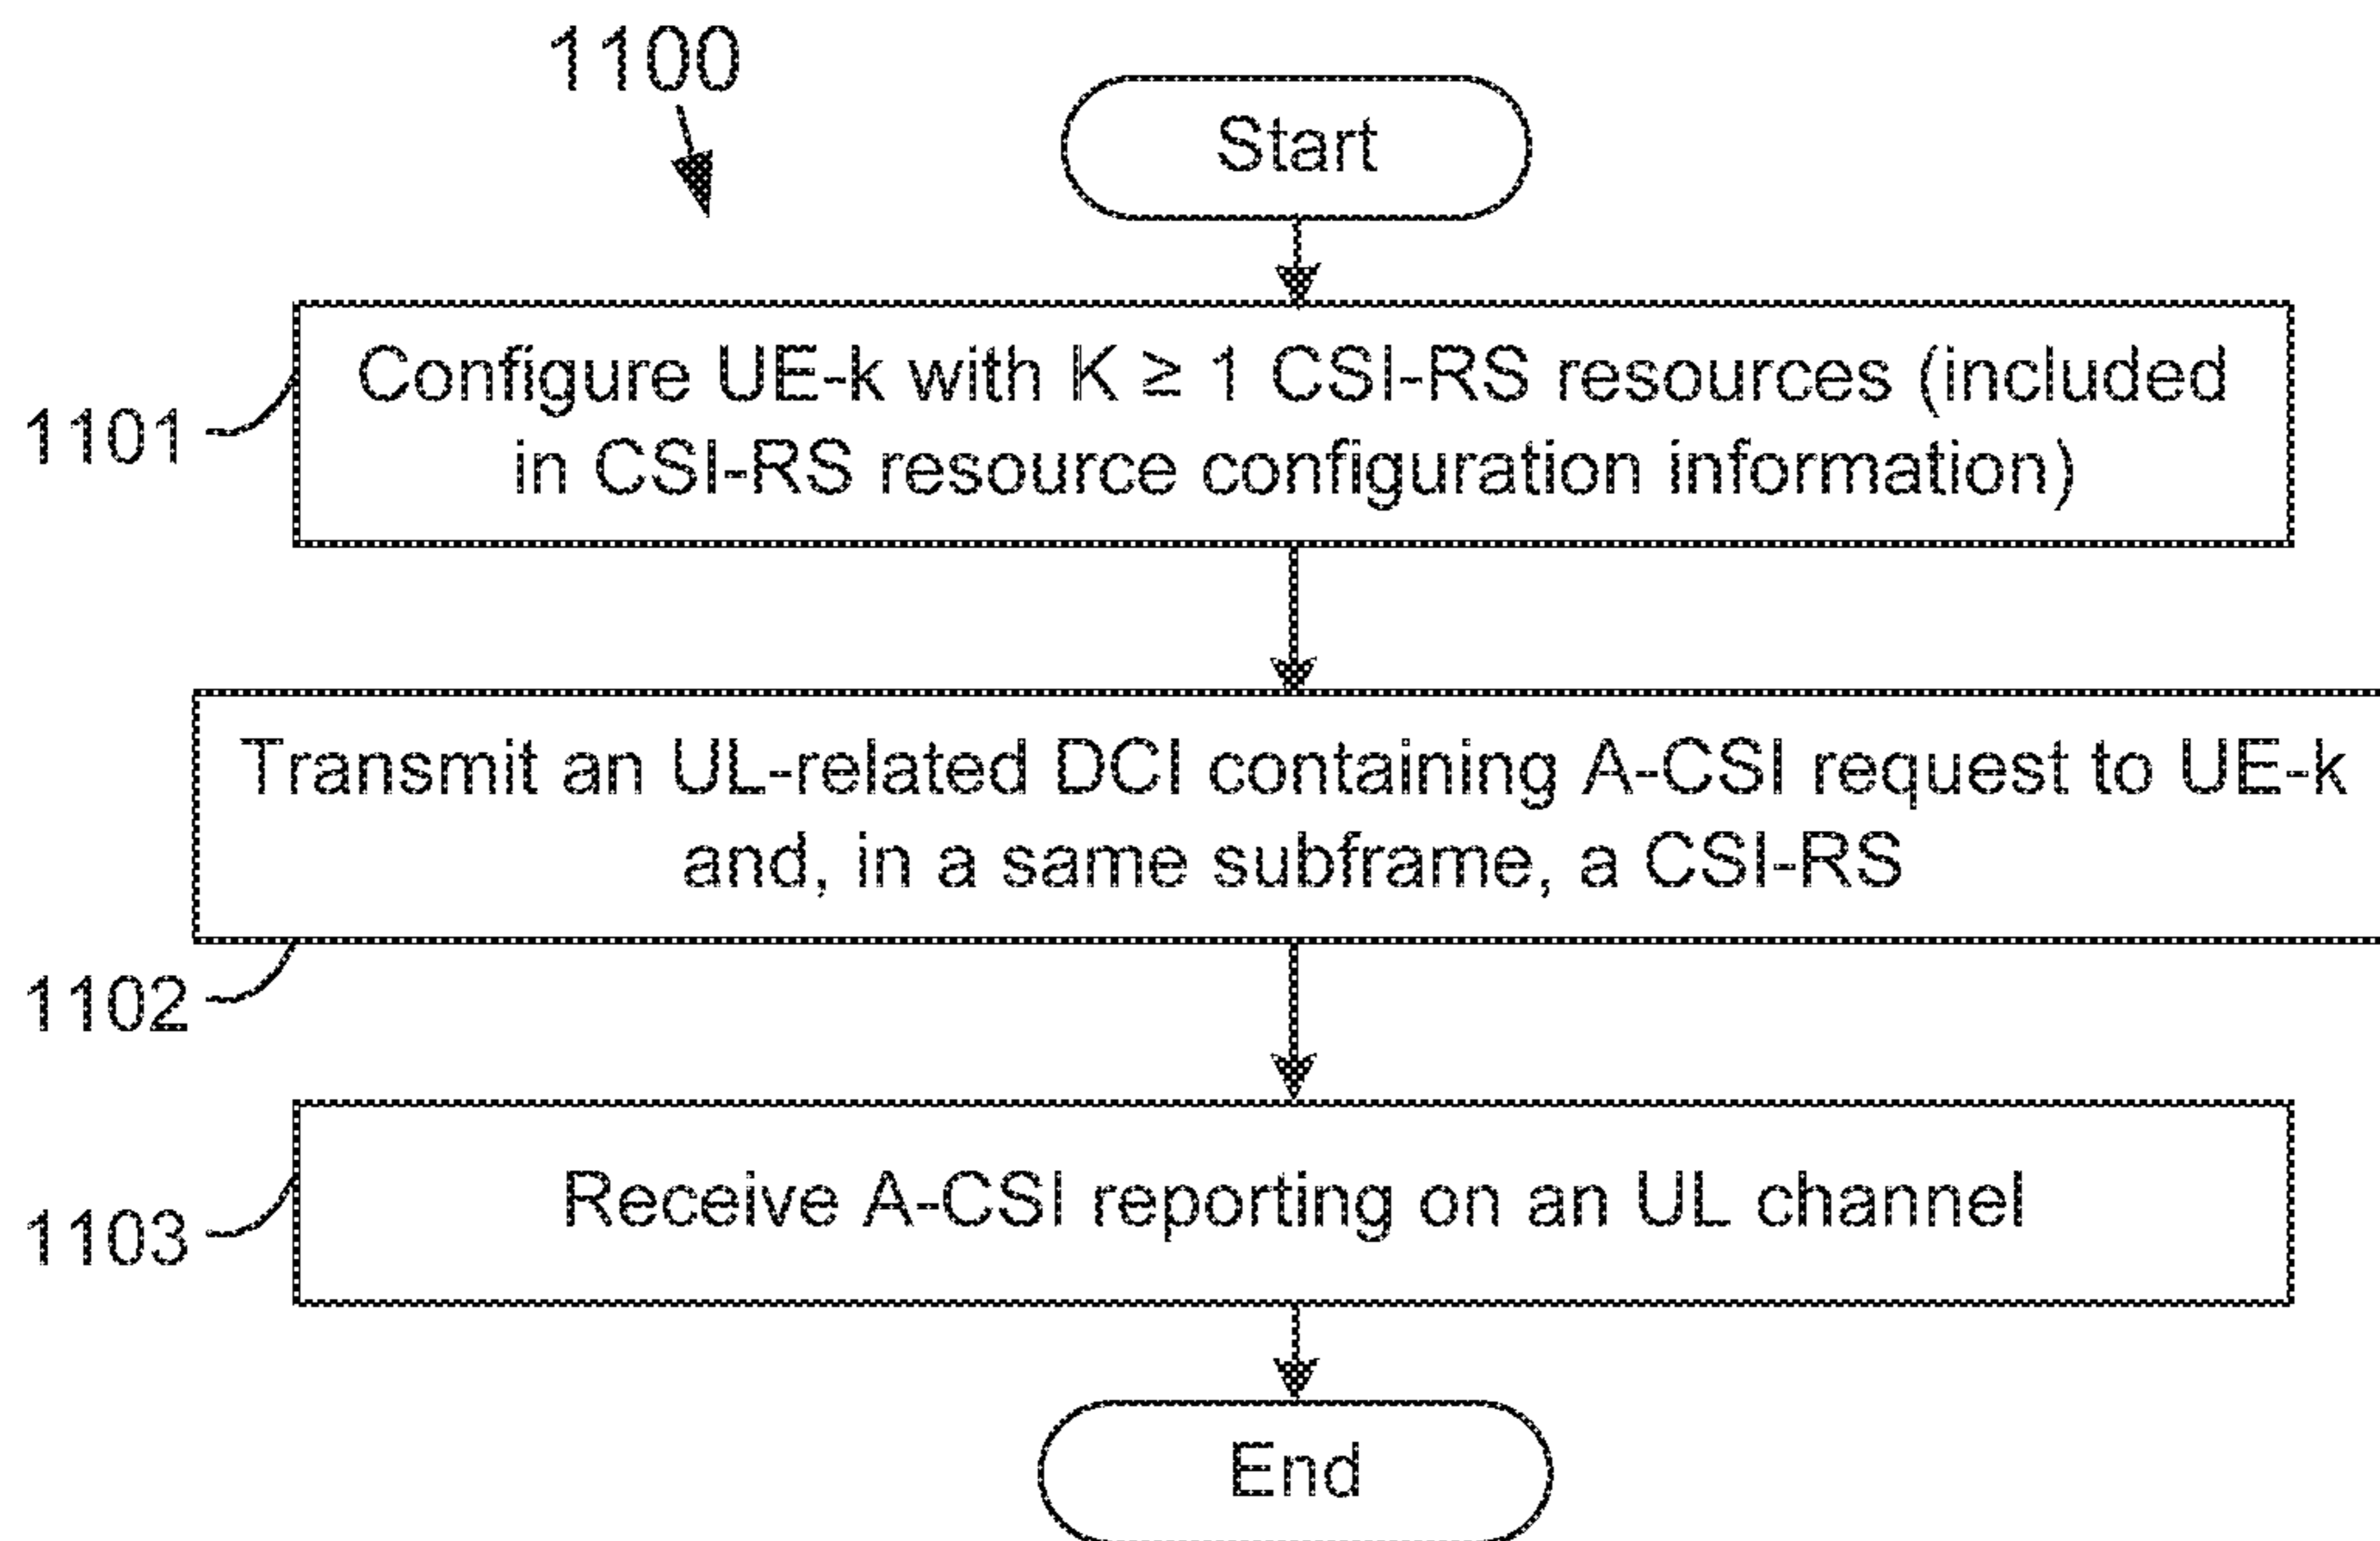 1100
Start
1101
Configure UE-k with K ≥ 1 CSI-RS resources (included
in CSI-RS resource configuration information)
Transmit an UL-related DCI containing A-CSI request to UE-k
and, in a same subframe, a CSI-RS
1102
Receive A-CSI reporting on an UL channel
1103
End